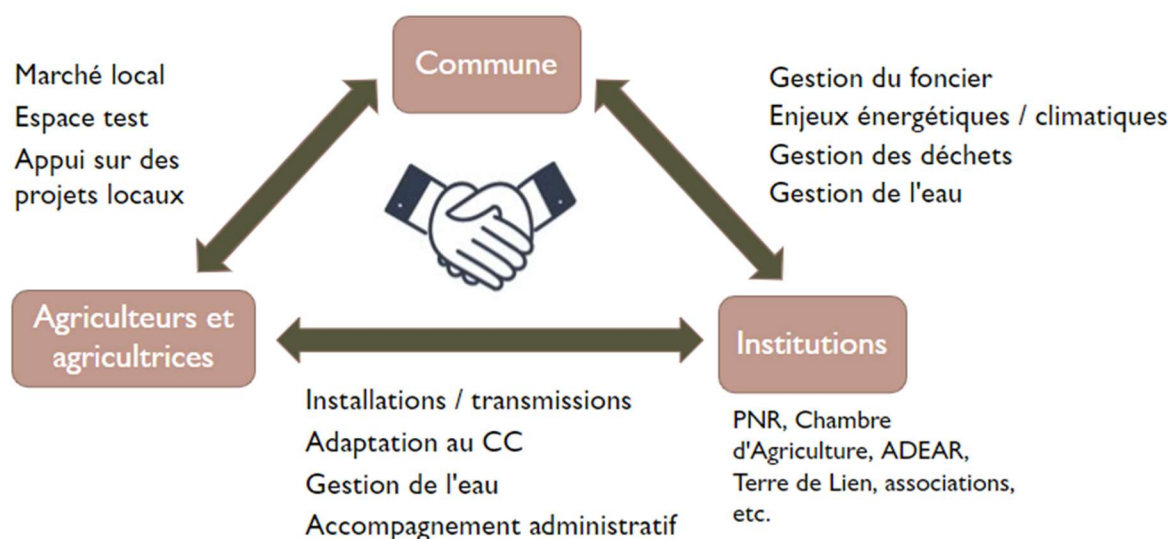 Commune
Marché local
Espace test
Appui sur des
projets locaux
Gestion du foncier
Enjeux énergétiques / climatiques
Gestion des déchets
Gestion de l'eau
Agriculteurs et
agricultrices
Institutions
Installations / transmissions
Adaptation au CC
Gestion de l'eau
Accompagnement administratif
PNR, Chambre
d'Agriculture, ADEAR,
Terre de Lien, associations,
etc.